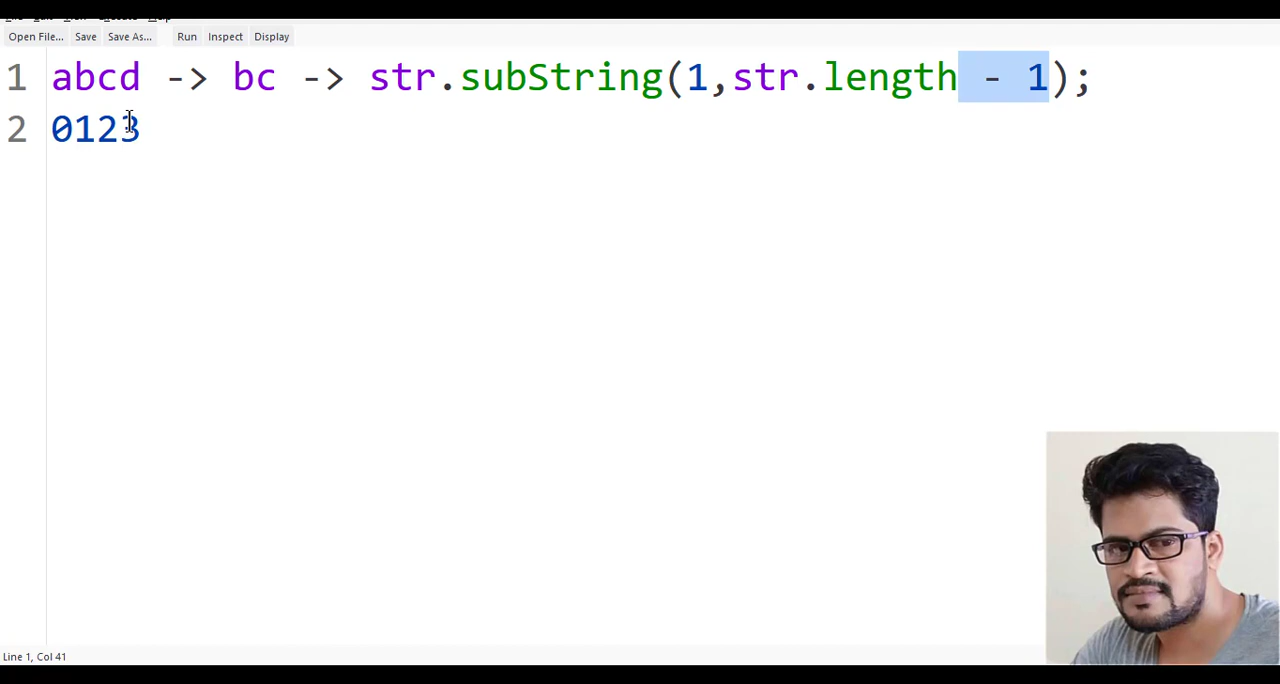 Open File... Save Save As... Run Inspect Display
1 abcd -> bc -> str.subString(1,str.length - 1);
2 0123
Line 1, Col 41